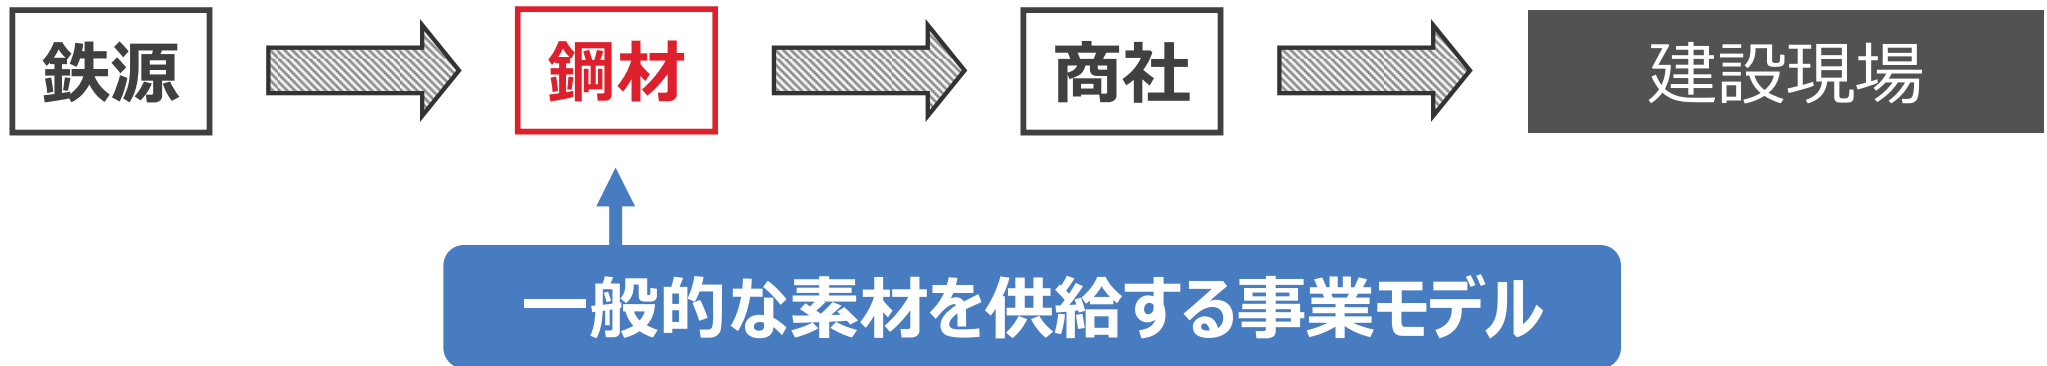 鉄源
鋼材
商社
建設現場
一般的な素材を供給する事業モデル